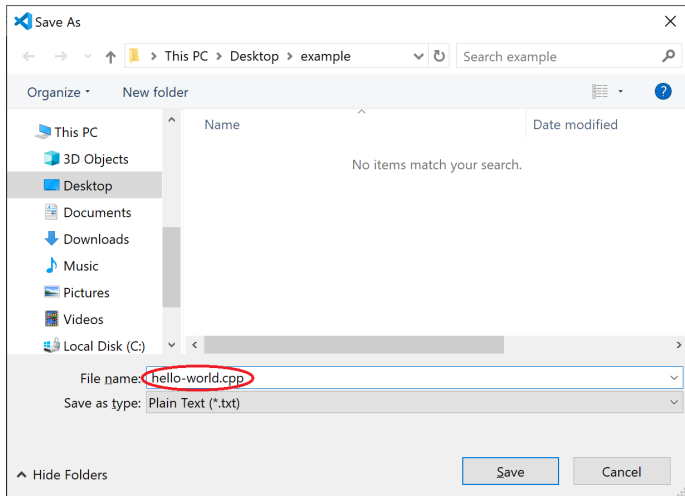 Save As
This PC > Desktop > example
Search example
Organize
New folder
This PC
3D Objects
Desktop
Documents
Downloads
Music
Pictures
Videos
Local Disk (C:)
Name
Date modified
No items match your search.
File name: hello-world.cpp
Save as type: Plain Text (*.txt)
Hide Folders
Save
Cancel